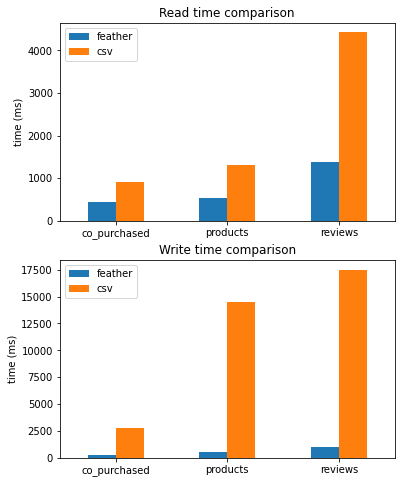 Read time comparison
feather
csv
4000
3000
2000
1000
0
time (ms)
co_purchased products reviews
Write time comparison
feather
csv
17500
15000
12500
10000
7500
5000
2500
0
time (ms)
co_purchased products reviews